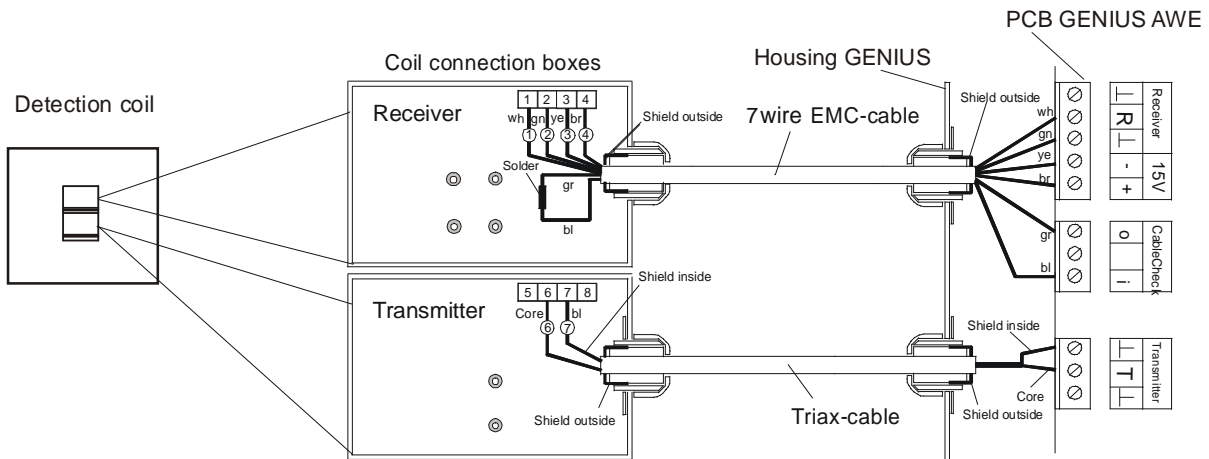 PCB GENIUS AWE
Housing GENIUS
Coil connection boxes
Detection coil
Receiver
1 2 3 4
wh gn ye br
1 2 3 4
Shield outside
Solder
gr
bl
7wire EMC-cable
Shield outside
wh
gn
ye
br
gr
bl
Receiver
⊥ R ⊥
15V
- +
CableCheck
o i
Transmitter
5 6 7 8
Core bl
6 7
Shield inside
Shield outside
Triax-cable
Shield inside
Core
Shield outside
Transmitter
⊥ T ⊥